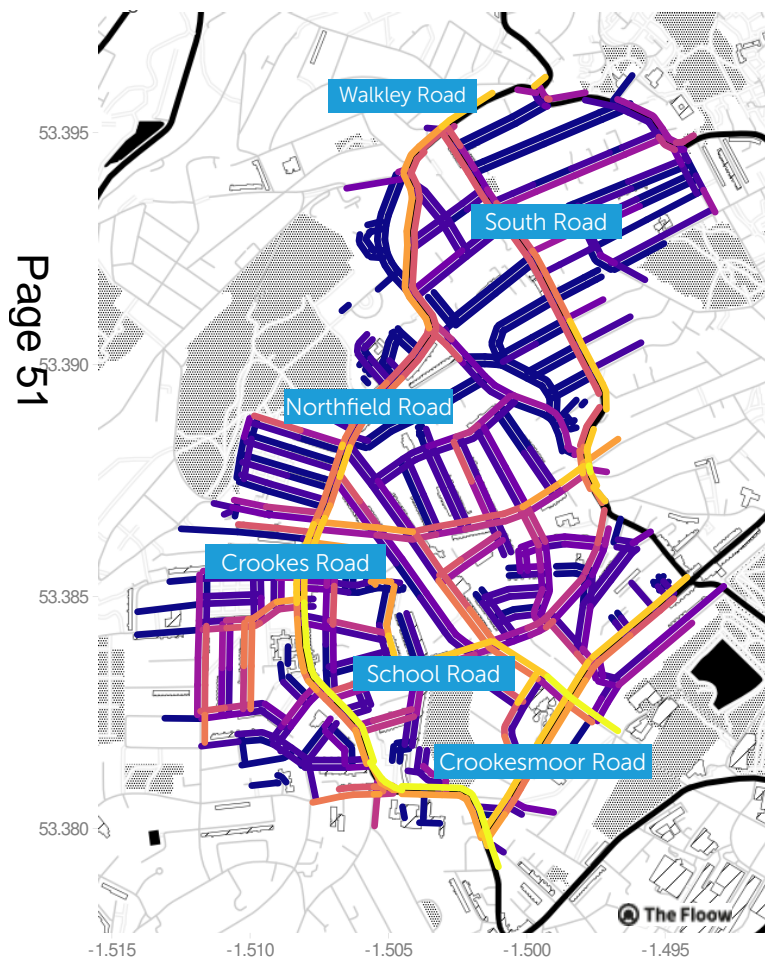 Page 51
Walkley Road
South Road
Northfield Road
Crookes Road
School Road
Crookesmoor Road
53.395
53.390
53.385
53.380
-1.515
-1.510
-1.505
-1.500
-1.495
The Floow